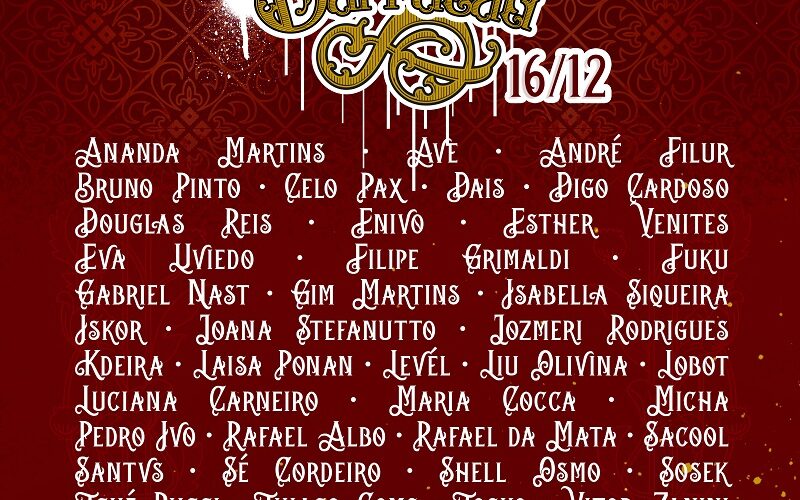 16/12
Ananda Martins • Ave • André Filur
Bruno Pinto • Celo Pax • Dais • Digo Cardoso
Douglas Reis • Enivo • Esther Venites
Eva Uviedo • Filipe Grimaldi • Fuku
Gabriel Nast • Gim Martins • Isabella Siqueira
Iskor • Joana Stefanutto • Jozmeri Rodrigues
Kdeira • Laisa Ponan • Levél • Liu Olivina • Lobot
Luciana Carneiro • Maria Cocca • Micha
Pedro Ivo • Rafael Albo • Rafael da Mata • Sacool
Santvs • Sé Cordeiro • Shell Osmo • Sosek